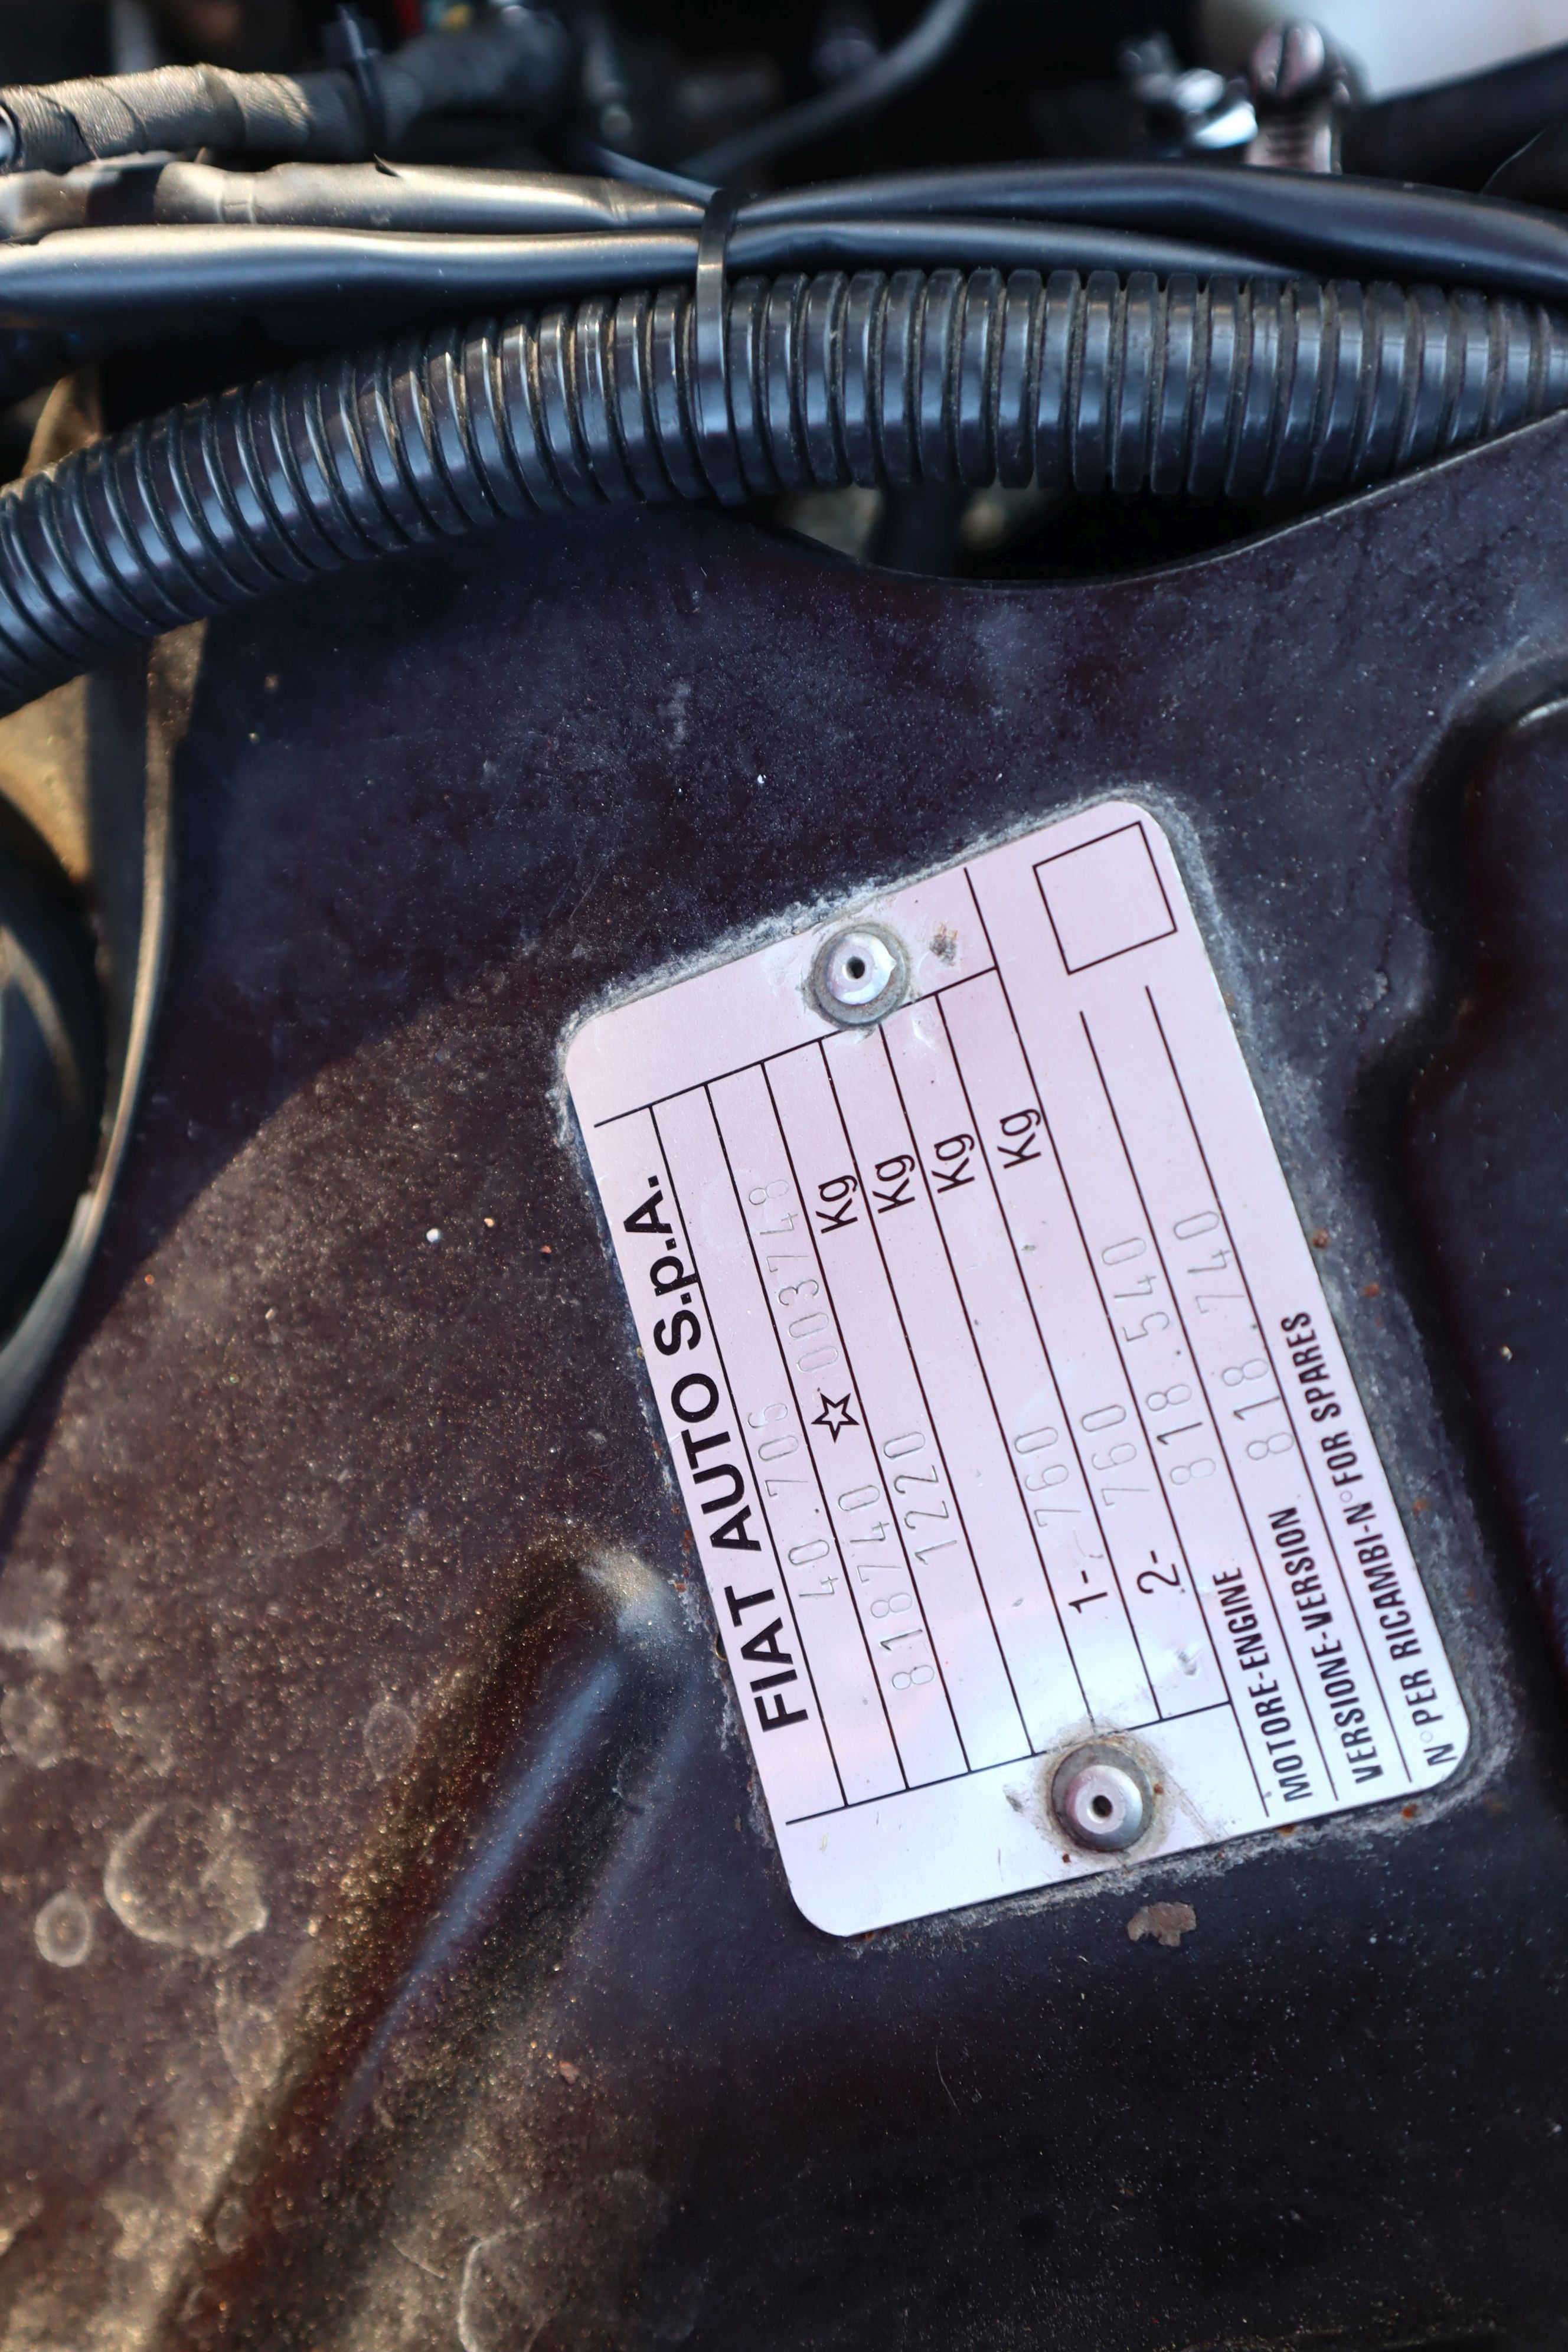 FIAT AUTO S.p.A.
40.706
818740 ☆ 003748
1220 Kg
Kg
1- 760 Kg
2- 760 Kg
MOTORE-ENGINE 818 540
VERSIONE-VERSION 818 740
N° PER RICAMBI-N° FOR SPARES